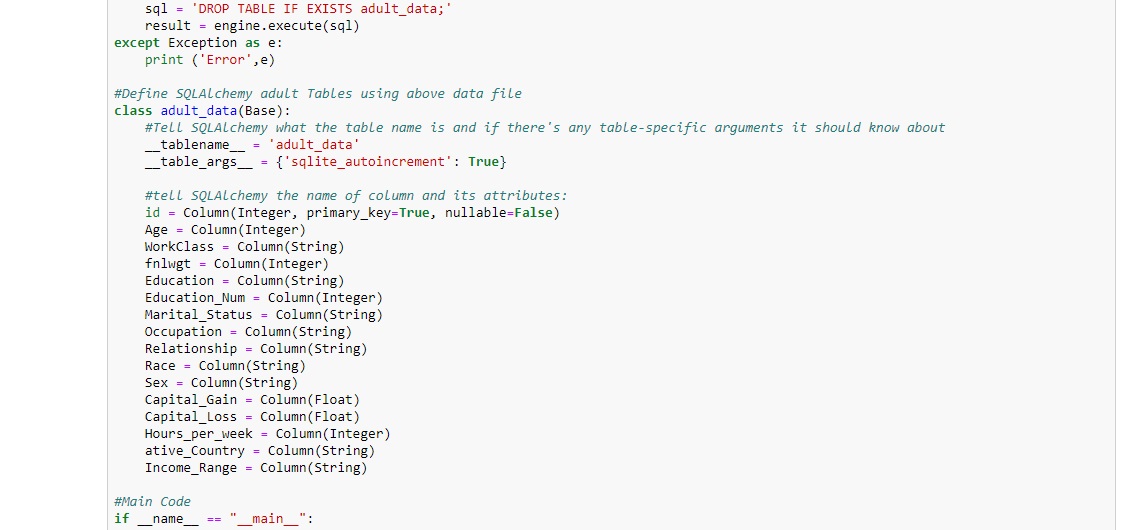 sql = 'DROP TABLE IF EXISTS adult_data;'
result = engine.execute(sql)
except Exception as e:
print ('Error',e)
#Define SQLAlchemy adult Tables using above data file
class adult_data(Base):
#Tell SQLAlchemy what the table name is and if there's any table-specific arguments it should know about
__tablename__ = 'adult_data'
__table_args__ = {'sqlite_autoincrement': True}
#tell SQLAlchemy the name of column and its attributes:
id = Column(Integer, primary_key=True, nullable=False)
Age = Column(Integer)
WorkClass = Column(String)
fnlwgt = Column(Integer)
Education = Column(String)
Education_Num = Column(Integer)
Marital_Status = Column(String)
Occupation = Column(String)
Relationship = Column(String)
Race = Column(String)
Sex = Column(String)
Capital_Gain = Column(Float)
Capital_Loss = Column(Float)
Hours_per_week = Column(Integer)
ative_Country = Column(String)
Income_Range = Column(String)
#Main Code
if __name__ == "__main__":